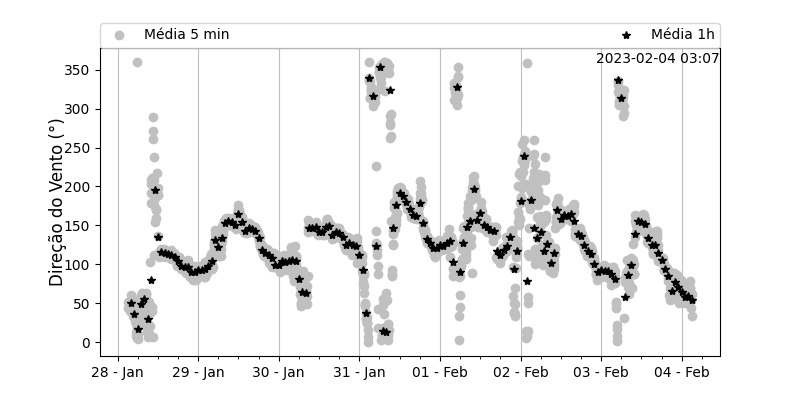 Média 5 min
Média 1h
2023-02-04 03:07
Direção do Vento (°)
350
300
250
200
150
100
50
0
28 - Jan
29 - Jan
30 - Jan
31 - Jan
01 - Feb
02 - Feb
03 - Feb
04 - Feb